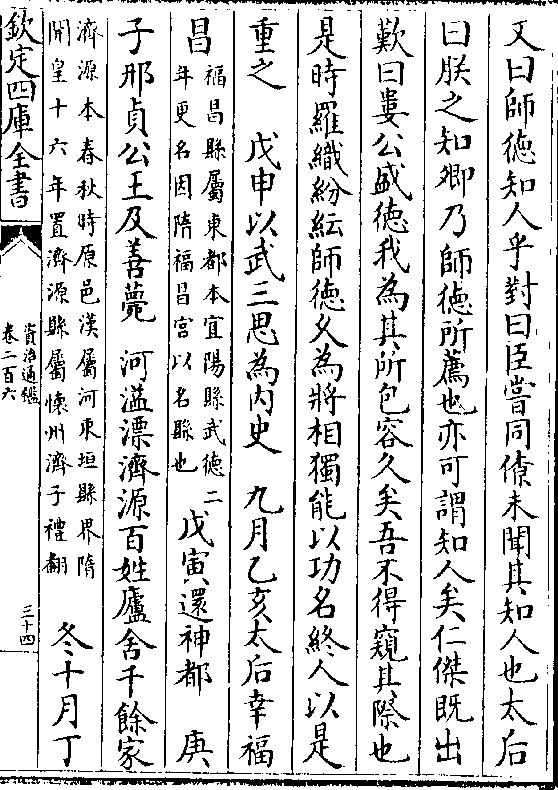 又曰師徳知人乎對曰臣嘗同僚未聞其知人也太后
曰朕之知卿乃師徳所薦也亦可謂知人矣仁傑既出
歎曰婁公盛徳我為其所包容久矣吾不得窺其際也
是時羅織紛紜師徳久為將相獨能以功名終人以是
重之　戊申以武三思為内史　九月乙亥太后幸福
昌福昌縣屬東都本宜陽縣武徳二
年更名因隋福昌宫以名縣也戊寅還神都　庚
子邢貞公王及善薨　河溢漂濟源百姓廬舍千餘家
濟源本春秋時原邑漢屬河東垣縣界隋
開皇十六年置濟源縣屬懐州濟子禮翻冬十月丁
欽定四庫全書
資治通鑑
卷二百六
三十四